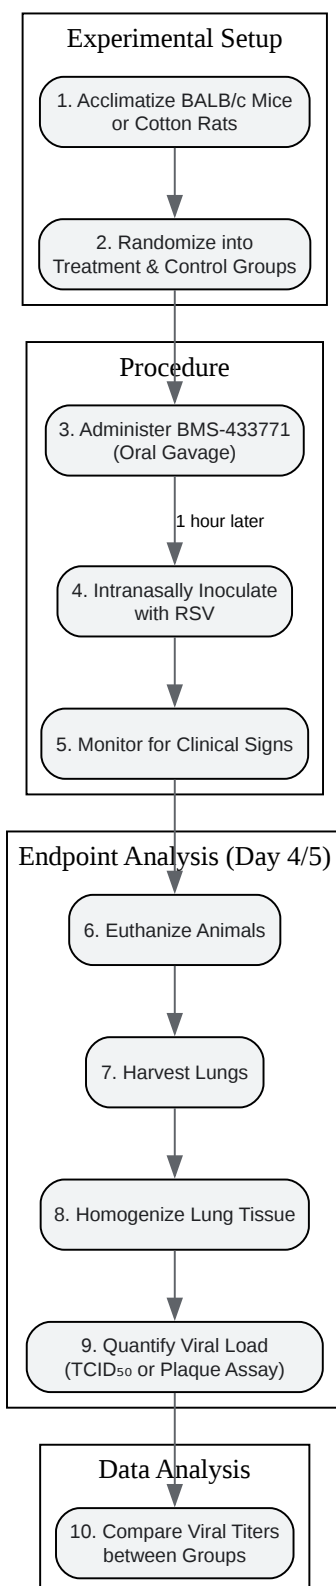 Experimental Setup
1. Acclimatize BALB/c Mice
or Cotton Rats
2. Randomize into
Treatment & Control Groups
Procedure
3. Administer BMS-433771
(Oral Gavage)
1 hour later
4. Intranasally Inoculate
with RSV
5. Monitor for Clinical Signs
Endpoint Analysis (Day 4/5)
6. Euthanize Animals
7. Harvest Lungs
8. Homogenize Lung Tissue
9. Quantify Viral Load
(TCID₅₀ or Plaque Assay)
Data Analysis
10. Compare Viral Titers
between Groups